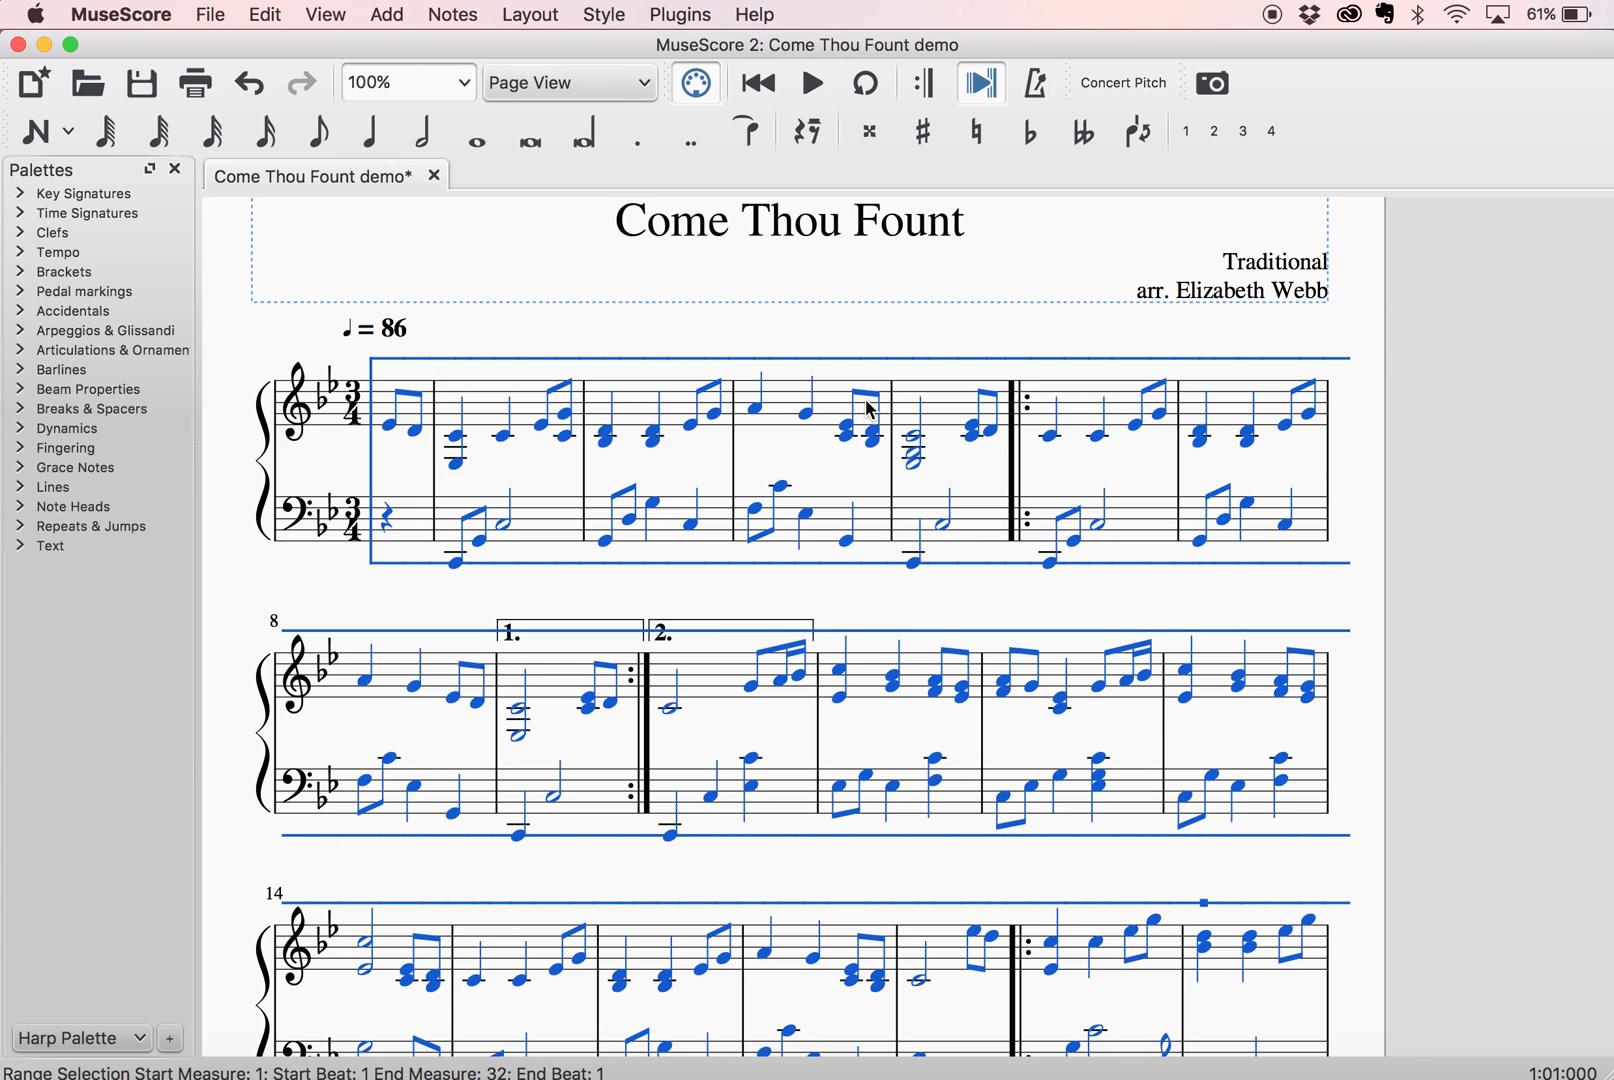 MuseScore File Edit View Add Notes Layout Style Plugins Help 61%
MuseScore 2: Come Thou Fount demo
100% Page View Concert Pitch
1 2 3 4
Palettes
Come Thou Fount demo*
Key Signatures
Time Signatures
Clefs
Tempo
Brackets
Pedal markings
Accidentals
Arpeggios & Glissandi
Articulations & Ornamen
Barlines
Beam Properties
Breaks & Spacers
Dynamics
Fingering
Grace Notes
Lines
Note Heads
Repeats & Jumps
Text
Harp Palette +
Come Thou Fount
Traditional
arr. Elizabeth Webb
♩ = 86
3
4
3
4
8
1. 2.
14
Range Selection Start Measure: 1; Start Beat: 1 End Measure: 32; End Beat: 1 1:01:000